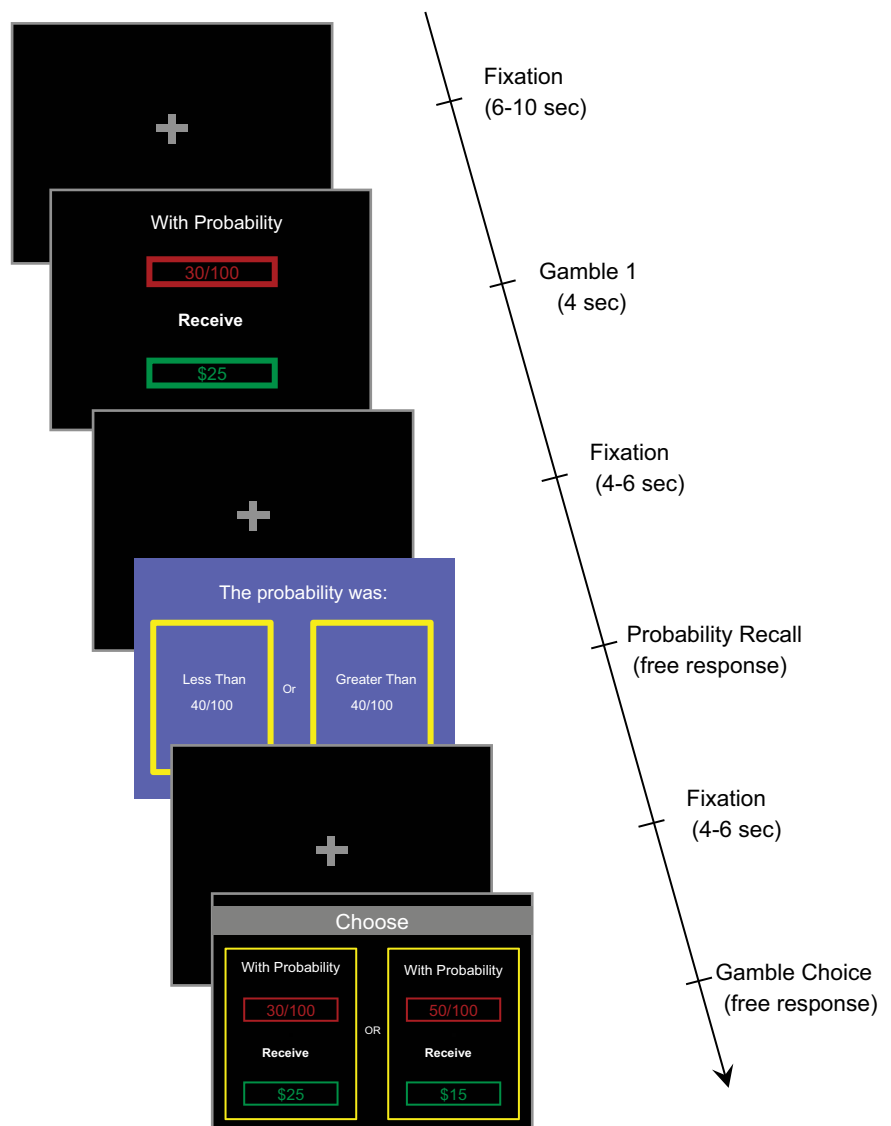 Fixation
(6-10 sec)
With Probability
30/100
Receive
$25
Gamble 1
(4 sec)
Fixation
(4-6 sec)
The probability was:
Less Than
40/100
Or
Greater Than
40/100
Probability Recall
(free response)
Fixation
(4-6 sec)
Choose
With Probability
30/100
Receive
$25
OR
With Probability
50/100
Receive
$15
Gamble Choice
(free response)